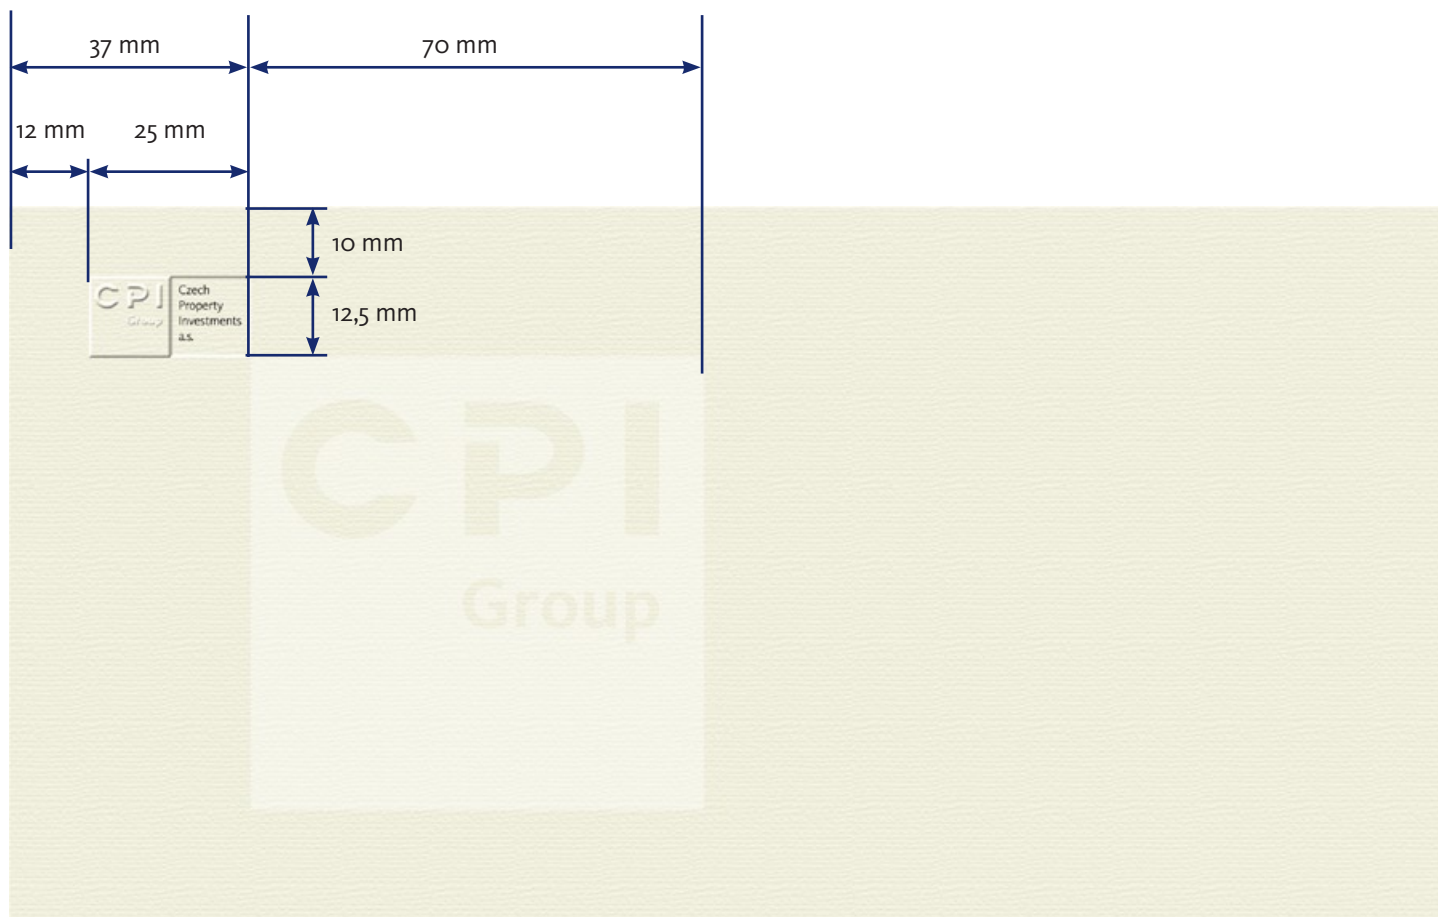 37 mm
70 mm
12 mm
25 mm
10 mm
12,5 mm
CPI
Group
Czech
Property
Investments
a.s.
CPI
Group